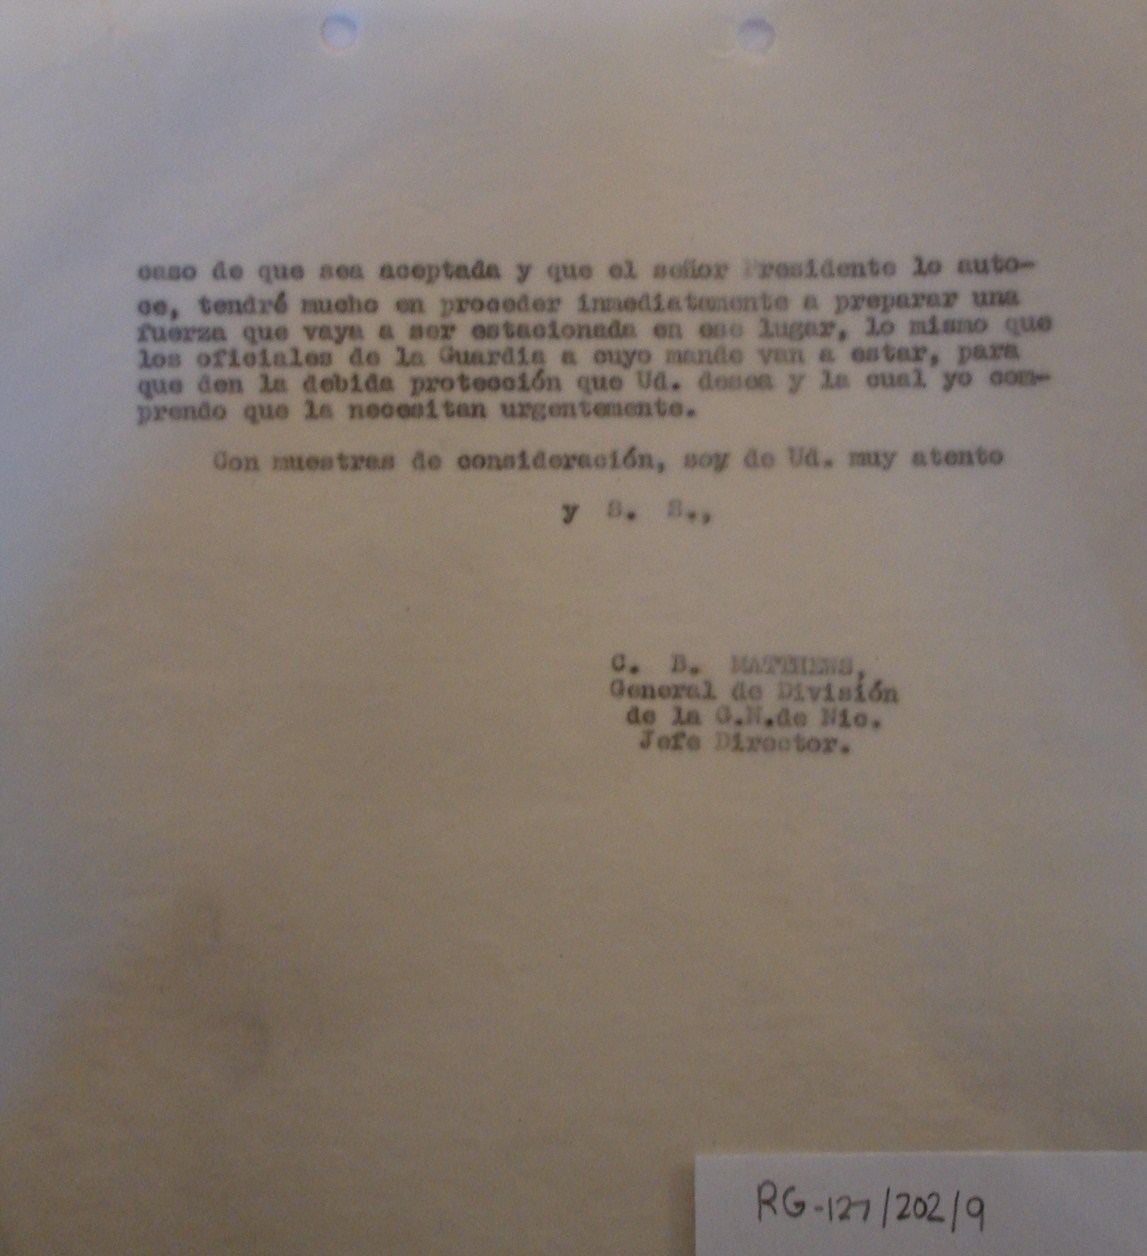 caso de que sea aceptada y que el señor Presidente lo auto-
ce, tendré mucho en proceder inmediatamente a preparar una
fuerza que vaya a ser estacionada en ese lugar, lo mismo que
los oficiales de la Guardia a cuyo mando van a estar, para
que den la debida protección que Ud. desea y la cual yo com-
prendo que la necesitan urgentemente.
Con muestras de consideración, soy de Ud. muy atento
y S. S.,
C. B. MATTHEWS,
General de División
de la G.N.de Nic.
Jefe Director.
RG-127/202/9